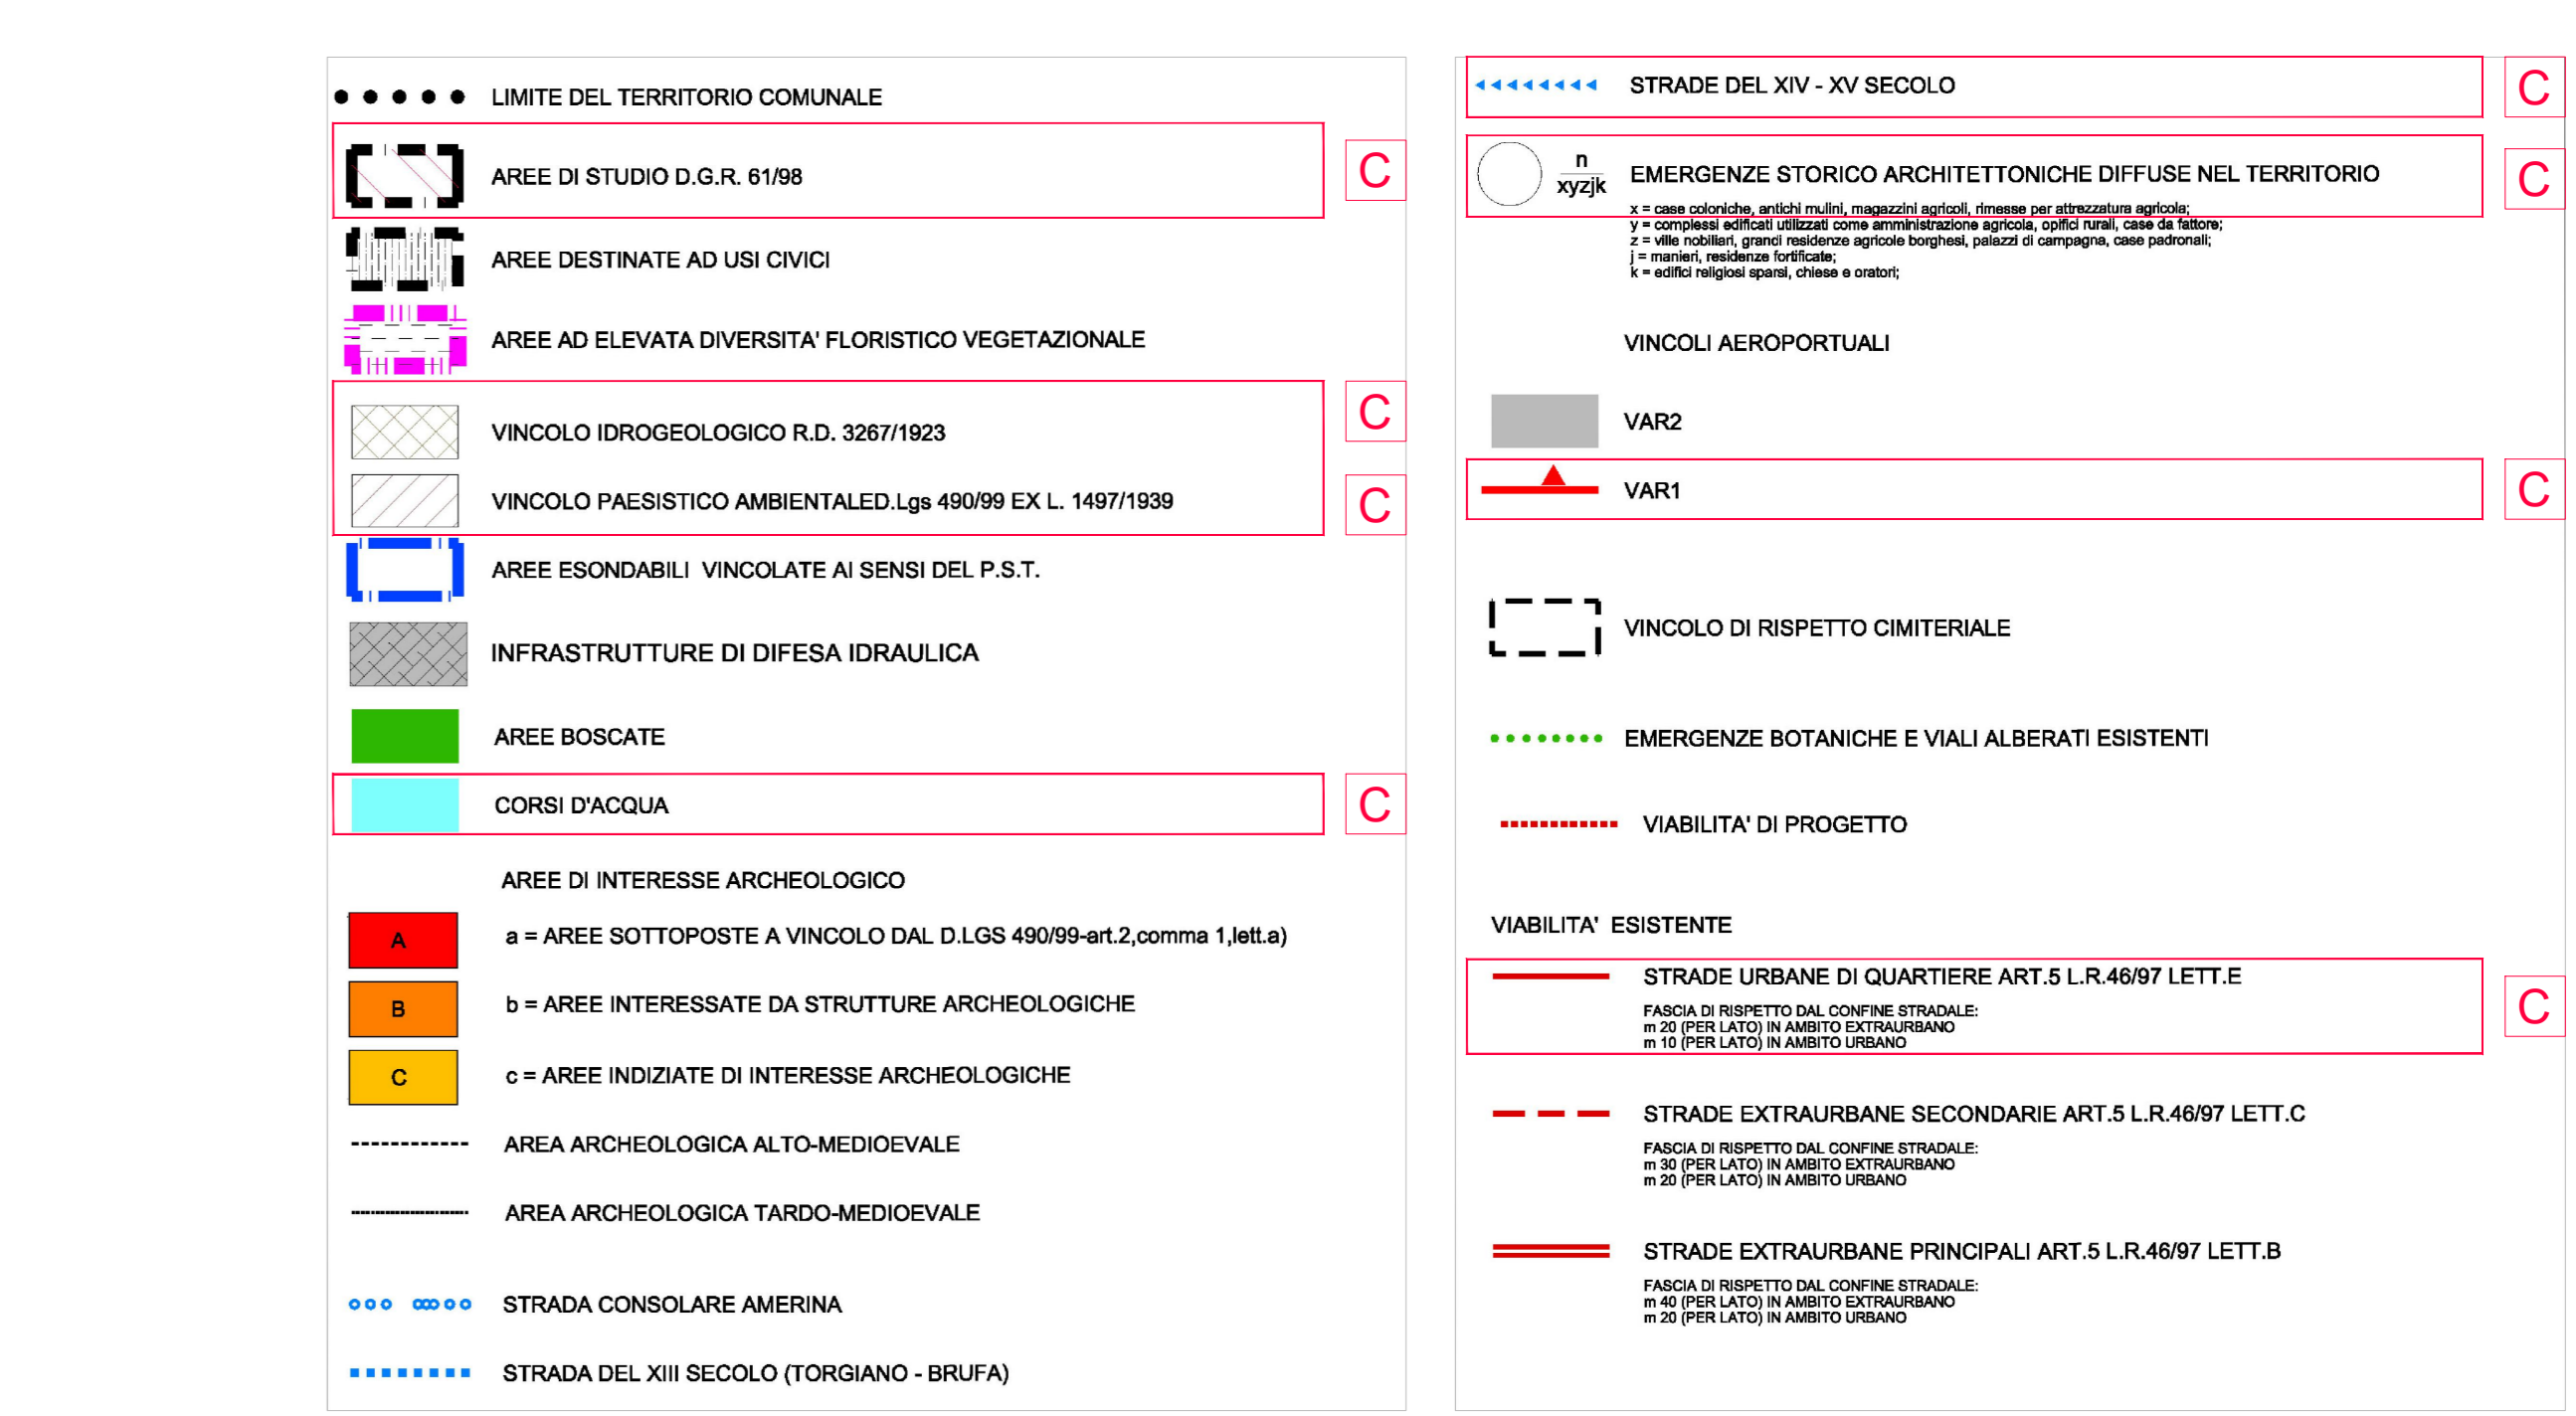 LIMITE DEL TERRITORIO COMUNALE
AREE DI STUDIO D.G.R. 61/98
C
AREE DESTINATE AD USI CIVICI
AREE AD ELEVATA DIVERSITA' FLORISTICO VEGETAZIONALE
VINCOLO IDROGEOLOGICO R.D. 3267/1923
C
VINCOLO PAESISTICO AMBIENTALED.Lgs 490/99 EX L. 1497/1939
C
AREE ESONDABILI VINCOLATE AI SENSI DEL P.S.T.
INFRASTRUTTURE DI DIFESA IDRAULICA
AREE BOSCATE
CORSI D'ACQUA
C
AREE DI INTERESSE ARCHEOLOGICO
A
a = AREE SOTTOPOSTE A VINCOLO DAL D.LGS 490/99-art.2,comma 1,lett.a)
B
b = AREE INTERESSATE DA STRUTTURE ARCHEOLOGICHE
C
c = AREE INDIZIATE DI INTERESSE ARCHEOLOGICHE
AREA ARCHEOLOGICA ALTO-MEDIOEVALE
AREA ARCHEOLOGICA TARDO-MEDIOEVALE
STRADA CONSOLARE AMERINA
STRADA DEL XIII SECOLO (TORGIANO - BRUFA)
STRADE DEL XIV - XV SECOLO
C
n
xyzjk
EMERGENZE STORICO ARCHITETTONICHE DIFFUSE NEL TERRITORIO
C
x = case coloniche, antichi mulini, magazzini agricoli, rimesse per attrezzatura agricola;
y = complessi edificati utilizzati come amministrazione agricola, opifici rurali, case da fattore;
z = ville nobiliari, grandi residenze agricole borghesi, palazzi di campagna, case padronali;
j = manieri, residenze fortificate;
k = edifici religiosi sparsi, chiese e oratori;
VINCOLI AEROPORTUALI
VAR2
VAR1
C
VINCOLO DI RISPETTO CIMITERIALE
EMERGENZE BOTANICHE E VIALI ALBERATI ESISTENTI
VIABILITA' DI PROGETTO
VIABILITA' ESISTENTE
STRADE URBANE DI QUARTIERE ART.5 L.R.46/97 LETT.E
C
FASCIA DI RISPETTO DAL CONFINE STRADALE:
m 20 (PER LATO) IN AMBITO EXTRAURBANO
m 10 (PER LATO) IN AMBITO URBANO
STRADE EXTRAURBANE SECONDARIE ART.5 L.R.46/97 LETT.C
FASCIA DI RISPETTO DAL CONFINE STRADALE:
m 30 (PER LATO) IN AMBITO EXTRAURBANO
m 20 (PER LATO) IN AMBITO URBANO
STRADE EXTRAURBANE PRINCIPALI ART.5 L.R.46/97 LETT.B
FASCIA DI RISPETTO DAL CONFINE STRADALE:
m 40 (PER LATO) IN AMBITO EXTRAURBANO
m 20 (PER LATO) IN AMBITO URBANO